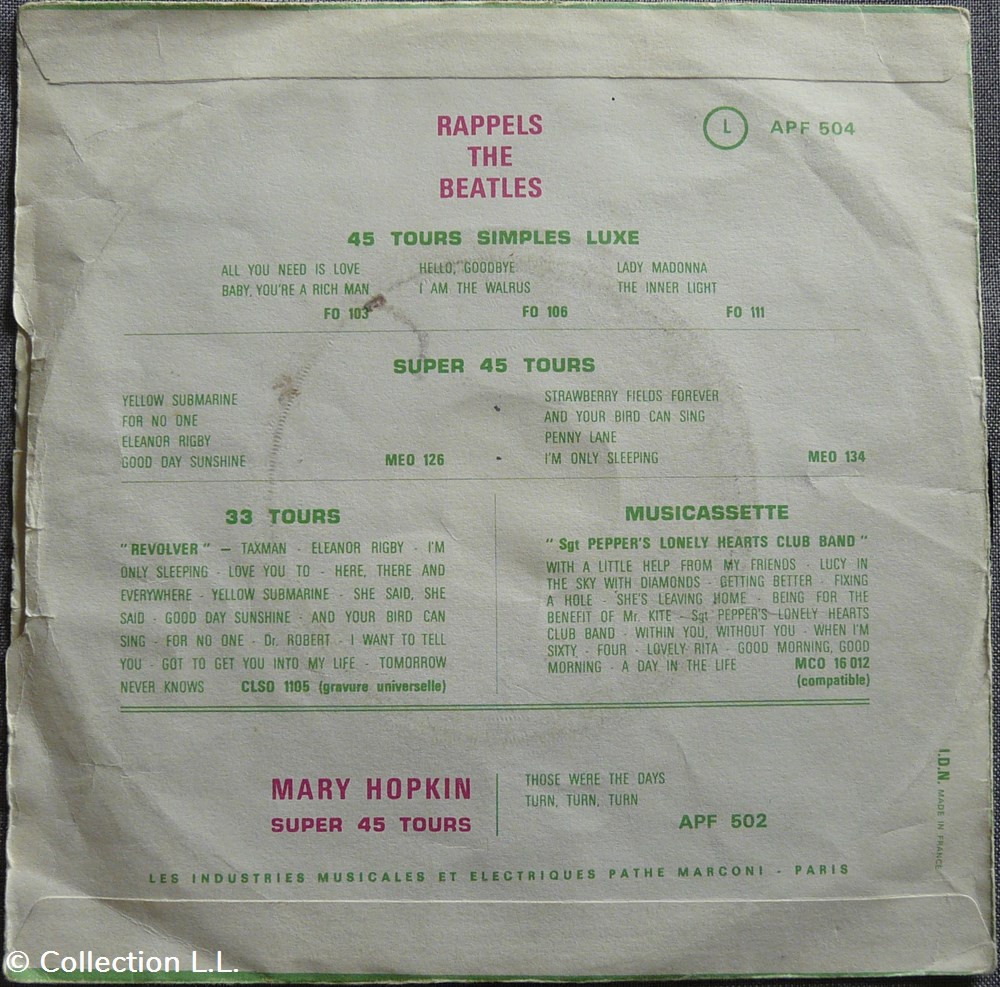 RAPPELS
THE
BEATLES
L APF 504
45 TOURS SIMPLES LUXE
ALL YOU NEED IS LOVE
BABY, YOU'RE A RICH MAN
FO 103
HELLO, GOODBYE
I AM THE WALRUS
FO 106
LADY MADONNA
THE INNER LIGHT
FO 111
SUPER 45 TOURS
YELLOW SUBMARINE
FOR NO ONE
ELEANOR RIGBY
GOOD DAY SUNSHINE MEO 126
STRAWBERRY FIELDS FOREVER
AND YOUR BIRD CAN SING
PENNY LANE
I'M ONLY SLEEPING MEO 134
33 TOURS
"REVOLVER" – TAXMAN - ELEANOR RIGBY - I'M
ONLY SLEEPING - LOVE YOU TO - HERE, THERE AND
EVERYWHERE - YELLOW SUBMARINE - SHE SAID, SHE
SAID - GOOD DAY SUNSHINE - AND YOUR BIRD CAN
SING - FOR NO ONE - Dr. ROBERT - I WANT TO TELL
YOU - GOT TO GET YOU INTO MY LIFE - TOMORROW
NEVER KNOWS CLSO 1105 (gravure universelle)
MUSICASSETTE
"Sgt PEPPER'S LONELY HEARTS CLUB BAND"
WITH A LITTLE HELP FROM MY FRIENDS - LUCY IN
THE SKY WITH DIAMONDS - GETTING BETTER - FIXING
A HOLE - SHE'S LEAVING HOME - BEING FOR THE
BENEFIT OF Mr. KITE - Sgt PEPPER'S LONELY HEARTS
CLUB BAND - WITHIN YOU, WITHOUT YOU - WHEN I'M
SIXTY - FOUR - LOVELY RITA - GOOD MORNING, GOOD
MORNING - A DAY IN THE LIFE MCO 16 012
(compatible)
MARY HOPKIN
SUPER 45 TOURS
THOSE WERE THE DAYS
TURN, TURN, TURN
APF 502
I.D.N. MADE IN FRANCE
LES INDUSTRIES MUSICALES ET ELECTRIQUES PATHE MARCONI - PARIS
© Collection L.L.